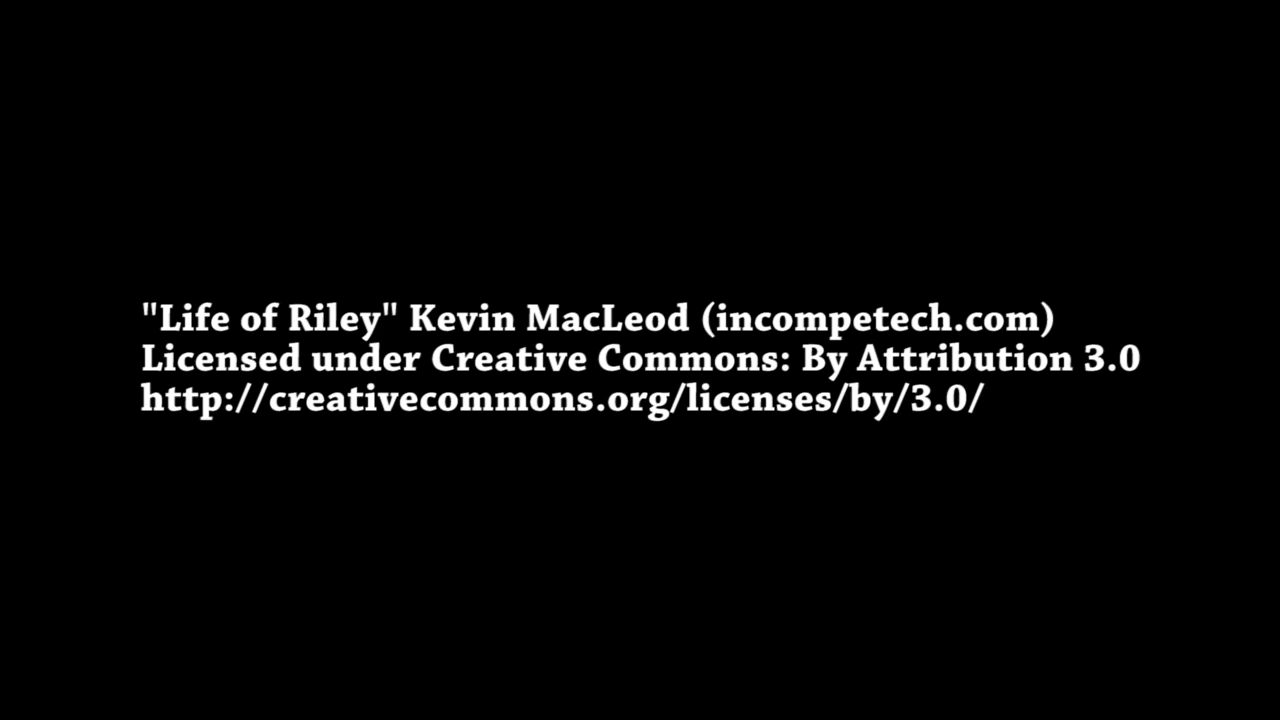 "Life of Riley" Kevin MacLeod (incompetech.com)
Licensed under Creative Commons: By Attribution 3.0
http://creativecommons.org/licenses/by/3.0/